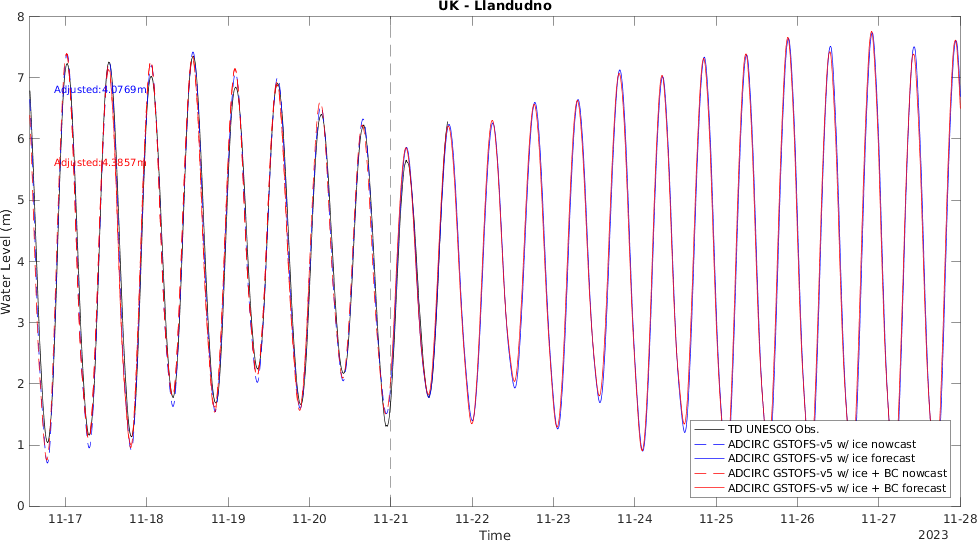 UK - Llandudno
8
7
6
5
4
3
2
1
0
Water Level (m)
Adjusted:4.0769m
Adjusted:4.3857m
TD UNESCO Obs.
ADCIRC GSTOFS-v5 w/ ice nowcast
ADCIRC GSTOFS-v5 w/ ice forecast
ADCIRC GSTOFS-v5 w/ ice + BC nowcast
ADCIRC GSTOFS-v5 w/ ice + BC forecast
11-17 11-18 11-19 11-20 11-21 11-22 11-23 11-24 11-25 11-26 11-27 11-28
Time
2023